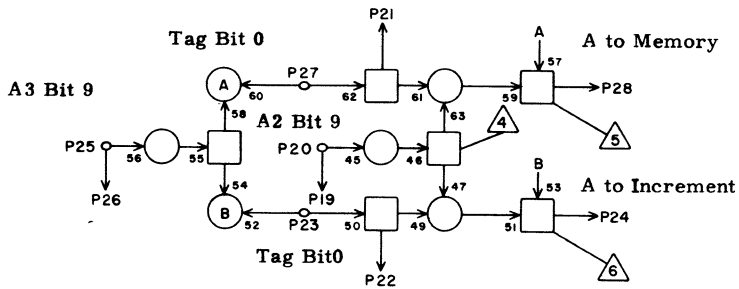 P21
Tag Bit 0
A
A to Memory
P27
A
57
A3 Bit 9
60
62
61
59
P28
58
A2 Bit 9
63
4
5
P25
P20
56
55
45
46
B
54
47
53
A to Increment
P26
P19
B
P23
P24
52
50
49
51
Tag Bit0
6
P22